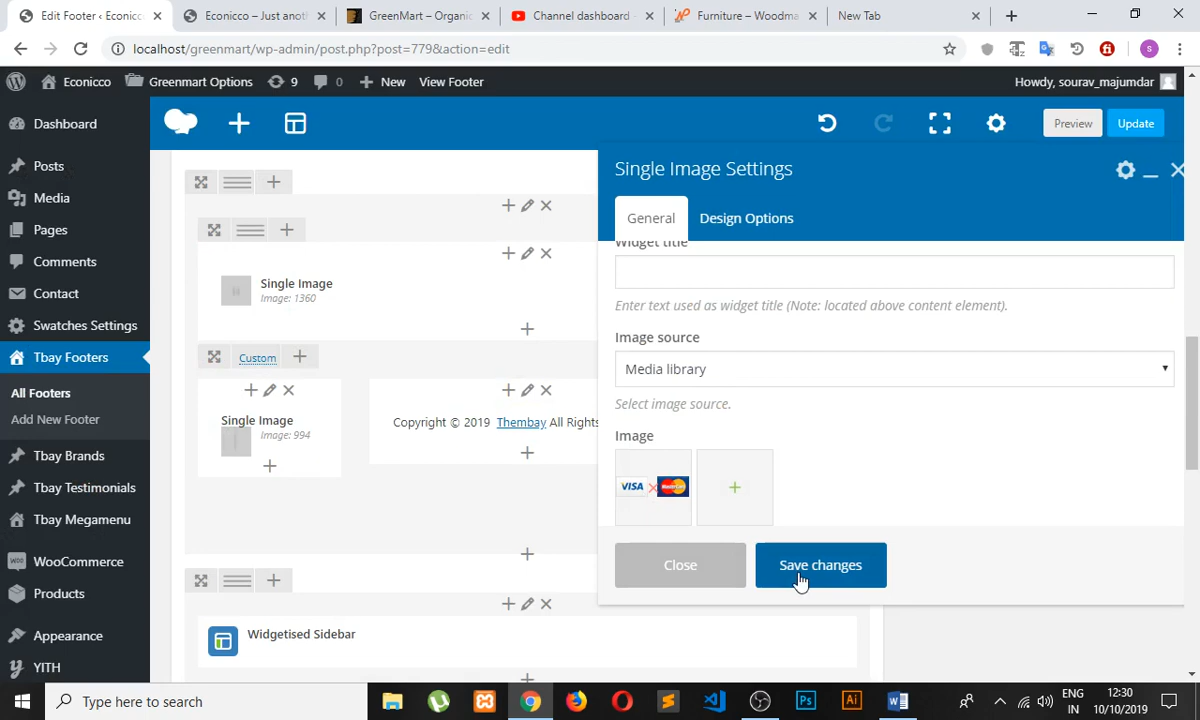 Edit Footer ‹ Econicc
Econicco – Just anot
GreenMart – Organic
Channel dashboard -
Furniture – Woodma
New Tab
localhost/greenmart/wp-admin/post.php?post=779&action=edit
S
Econicco
Greenmart Options
9
0
New
View Footer
Howdy, sourav_majumdar
Dashboard
Posts
Media
Pages
Comments
Contact
Swatches Settings
Tbay Footers
All Footers
Add New Footer
Tbay Brands
Tbay Testimonials
Tbay Megamenu
WooCommerce
Products
Appearance
YITH
Preview
Update
Single Image
Image: 1360
Custom
Single Image
Image: 994
Copyright © 2019 Thembay All Rights
Widgetised Sidebar
Single Image Settings
General
Design Options
Widget title
Enter text used as widget title (Note: located above content element).
Image source
Media library
Select image source.
Image
VISA
MasterCard
Close
Save changes
Type here to search
Ps
Ai
ENG
IN
12:30
10/10/2019